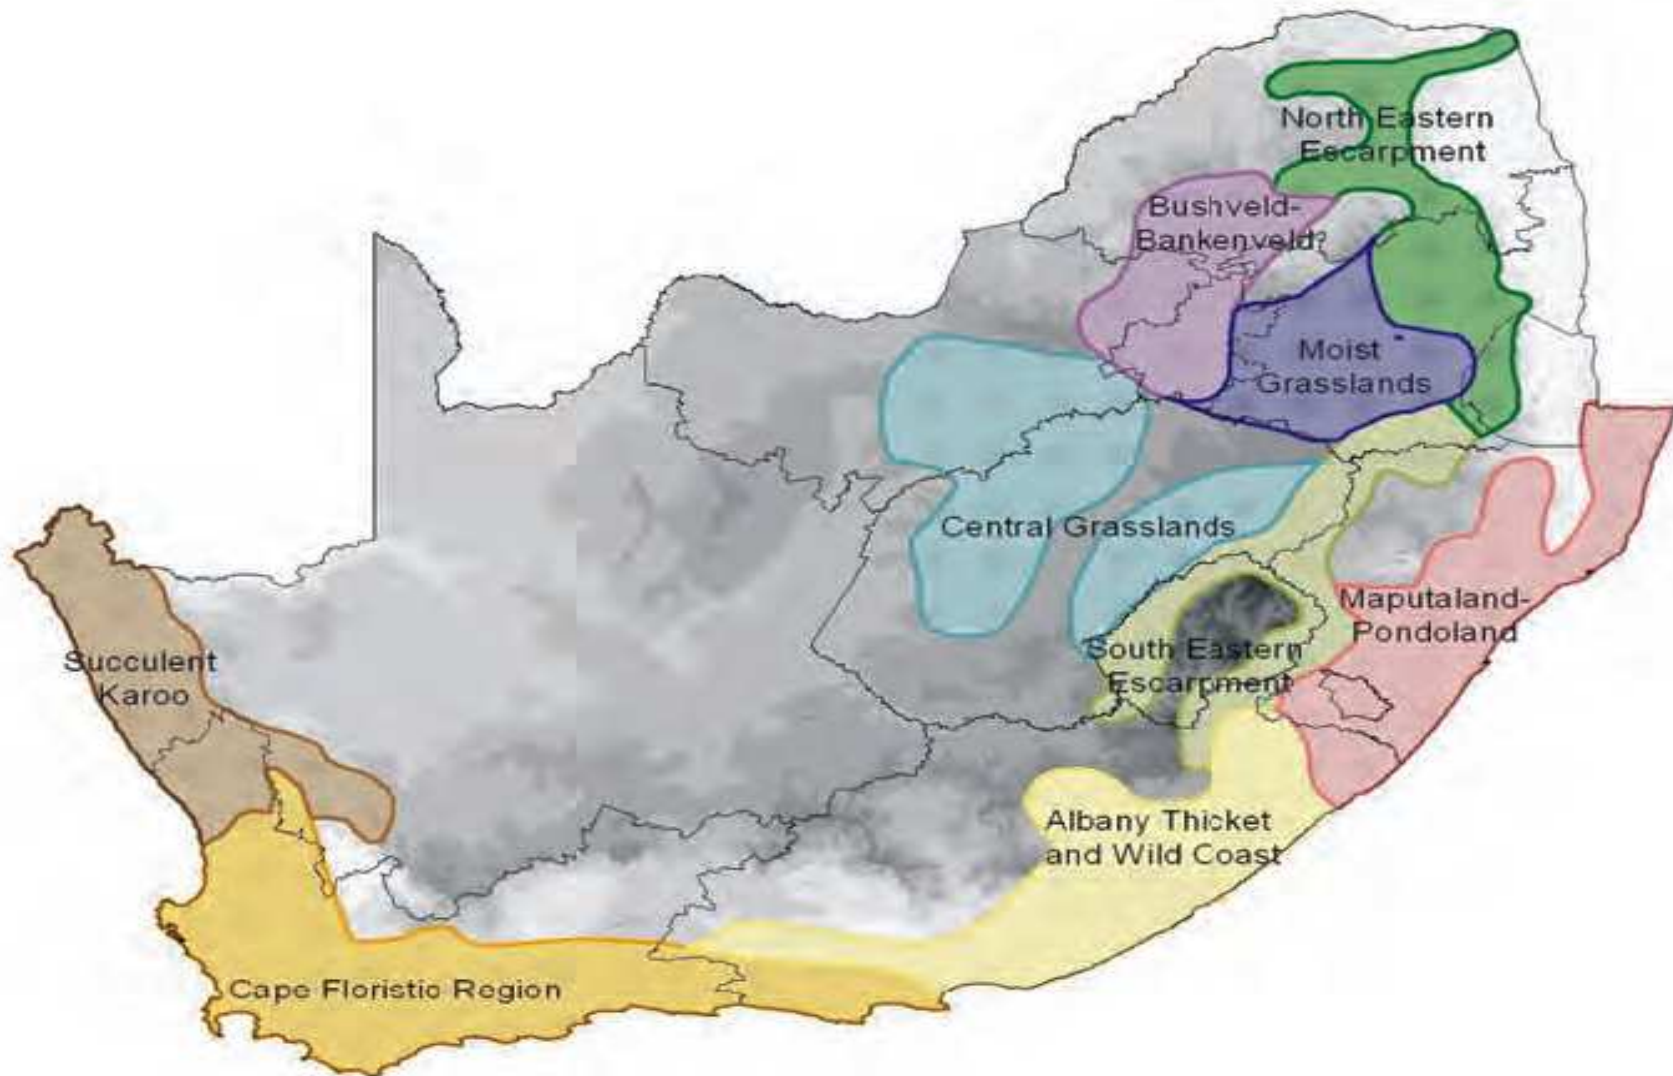 North Eastern
Escarpment
Bushveld-
Bankenveld?
Moist
Grasslands
Central Grasslands
Maputaland-
Pondoland
South Eastern
Escarpment
Succulent
Karoo
Albany Thicket
and Wild Coast
Cape Floristic Region